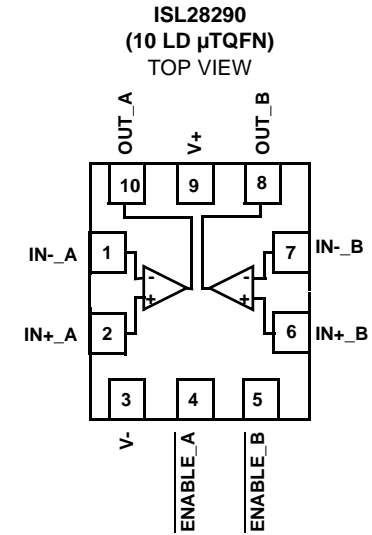 ISL28290
(10 LD µTQFN)
TOP VIEW
OUT_A
V+
OUT_B
10
9
8
IN-_A
1
-
+
7
IN-_B
-
+
IN+_A
2
6
IN+_B
3
4
5
V-
ENABLE_A
ENABLE_B